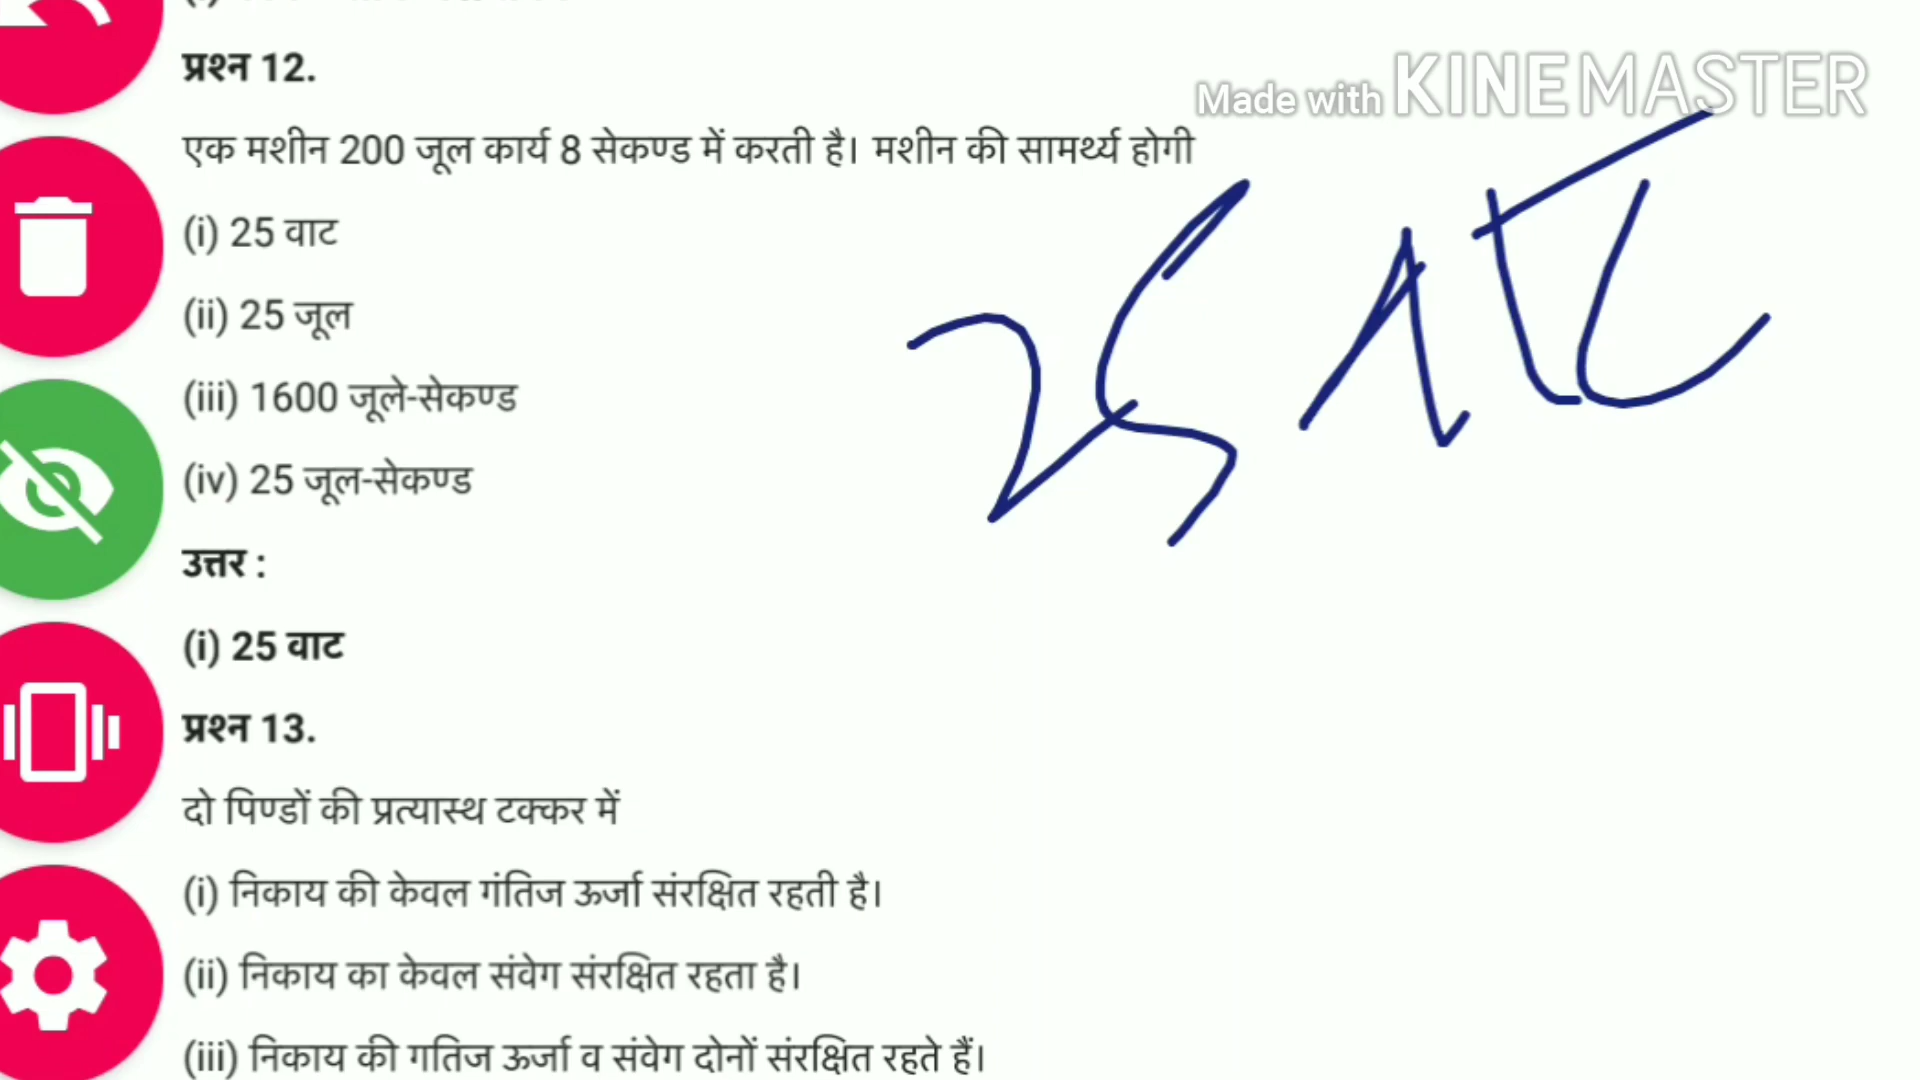 प्रश्न 12.
Made with KINEMASTER
एक मशीन 200 जूल कार्य 8 सेकण्ड में करती है। मशीन की सामर्थ्य होगी
(i) 25 वाट
(ii) 25 जूल
(iii) 1600 जूले-सेकण्ड
(iv) 25 जूल-सेकण्ड
25
उत्तर :
(i) 25 वाट
प्रश्न 13.
दो पिण्डों की प्रत्यास्थ टक्कर में
(i) निकाय की केवल गंतिज ऊर्जा संरक्षित रहती है।
(ii) निकाय का केवल संवेग संरक्षित रहता है।
(iii) निकाय की गतिज ऊर्जा व संवेग दोनों संरक्षित रहते हैं।